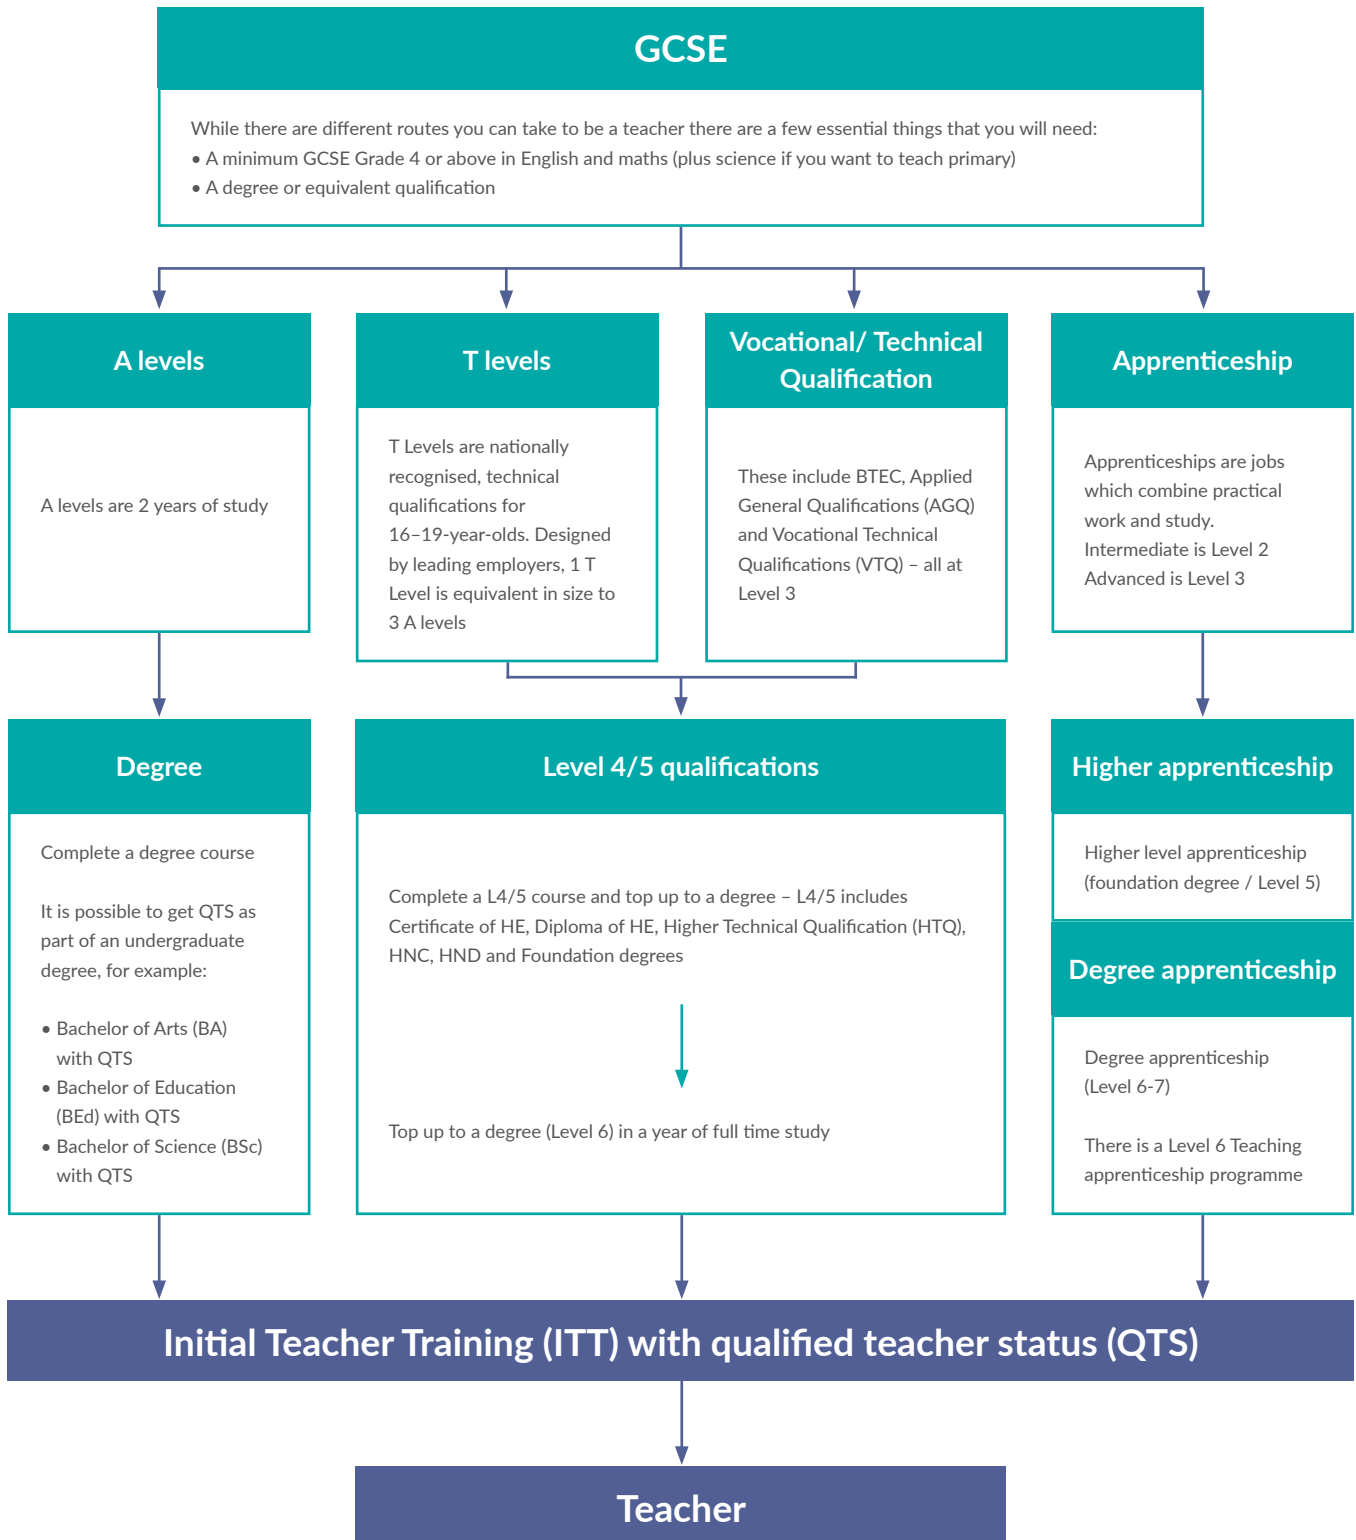 GCSE
While there are different routes you can take to be a teacher there are a few essential things that you will need:
• A minimum GCSE Grade 4 or above in English and maths (plus science if you want to teach primary)
• A degree or equivalent qualification
A levels
A levels are 2 years of study
T levels
T Levels are nationally
recognised, technical
qualifications for
16–19-year-olds. Designed
by leading employers, 1 T
Level is equivalent in size to
3 A levels
Vocational/ Technical
Qualification
These include BTEC, Applied
General Qualifications (AGQ)
and Vocational Technical
Qualifications (VTQ) – all at
Level 3
Apprenticeship
Apprenticeships are jobs
which combine practical
work and study.
Intermediate is Level 2
Advanced is Level 3
Degree
Complete a degree course
It is possible to get QTS as
part of an undergraduate
degree, for example:
• Bachelor of Arts (BA)
with QTS
• Bachelor of Education
(BEd) with QTS
• Bachelor of Science (BSc)
with QTS
Level 4/5 qualifications
Complete a L4/5 course and top up to a degree – L4/5 includes
Certificate of HE, Diploma of HE, Higher Technical Qualification (HTQ),
HNC, HND and Foundation degrees
Top up to a degree (Level 6) in a year of full time study
Higher apprenticeship
Higher level apprenticeship
(foundation degree / Level 5)
Degree apprenticeship
Degree apprenticeship
(Level 6-7)
There is a Level 6 Teaching
apprenticeship programme
Initial Teacher Training (ITT) with qualified teacher status (QTS)
Teacher